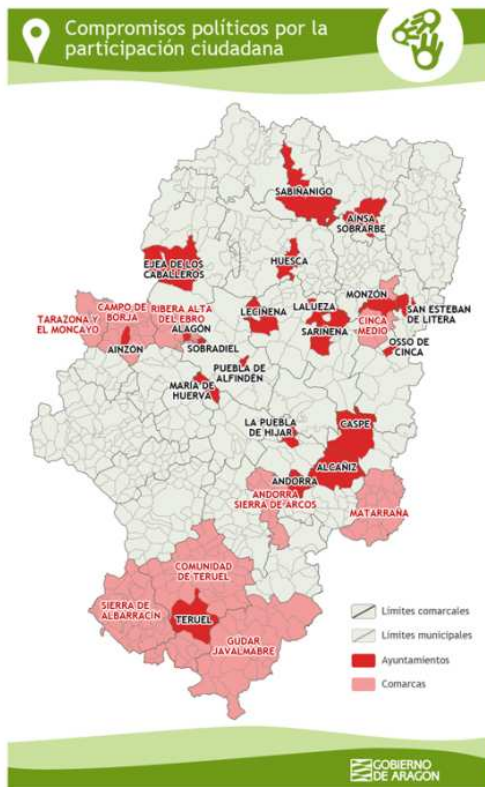 Compromisos políticos por la
participación ciudadana
SABIÑANIGO
AINSA
SOBRARBE
EJEA DE LOS
CABALLEROS
HUESCA
TARAZONA Y
EL MONCAYO
CAMPO DE
BORJA
RIBERA ALTA
DEL EBRO
ALAGÓN
AINZÓN
SOBRADIEL
LECIÑENA
LALUEZA
SARIÑENA
MONZÓN
CINCA
MEDIO
SAN ESTEBAN
DE LITERA
OSSO DE
CINCA
PUEBLA DE
ALFINDÉN
MARÍA DE
HUERVA
LA PUEBLA
DE HIJAR
CASPE
ALCAÑIZ
ANDORRA
ANDORRA
SIERRA DE ARCOS
MATARRAÑA
COMUNIDAD
DE TERUEL
SIERRA DE
ALBARRACÍN
TERUEL
GUDAR
JAVALMABRE
Límites comarcales
Límites municipales
Ayuntamientos
Comarcas
GOBIERNO
DE ARAGON